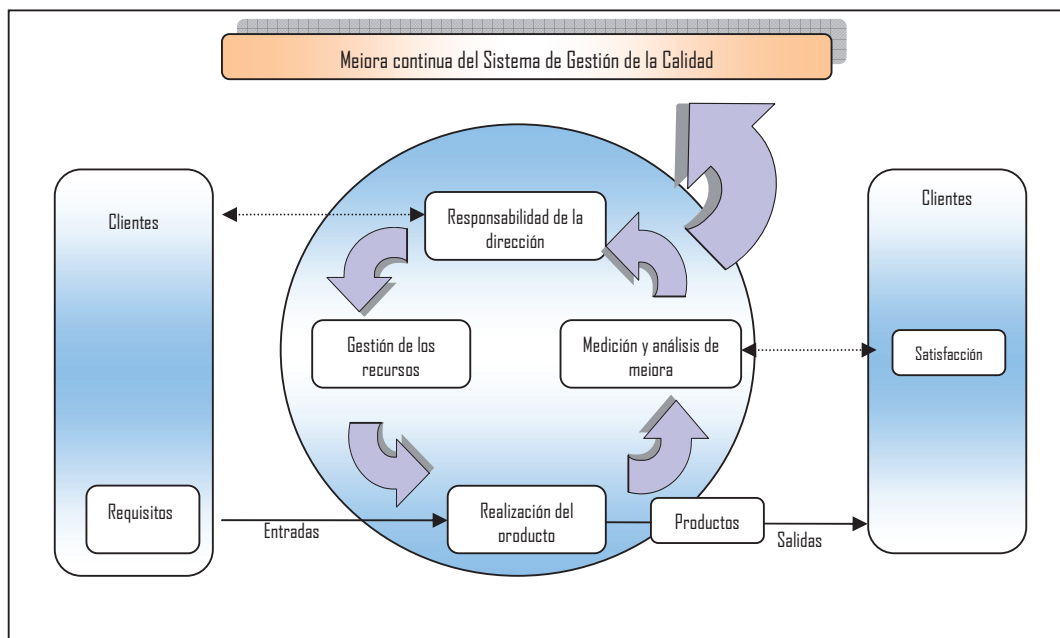 Meiora continua del Sistema de Gestión de la Calidad
Clientes
Clientes
Responsabilidad de la
dirección
Gestión de los
recursos
Medición y análisis de
meiora
Satisfacción
Requisitos
Entradas
Realización del
oroducto
Productos
Salidas